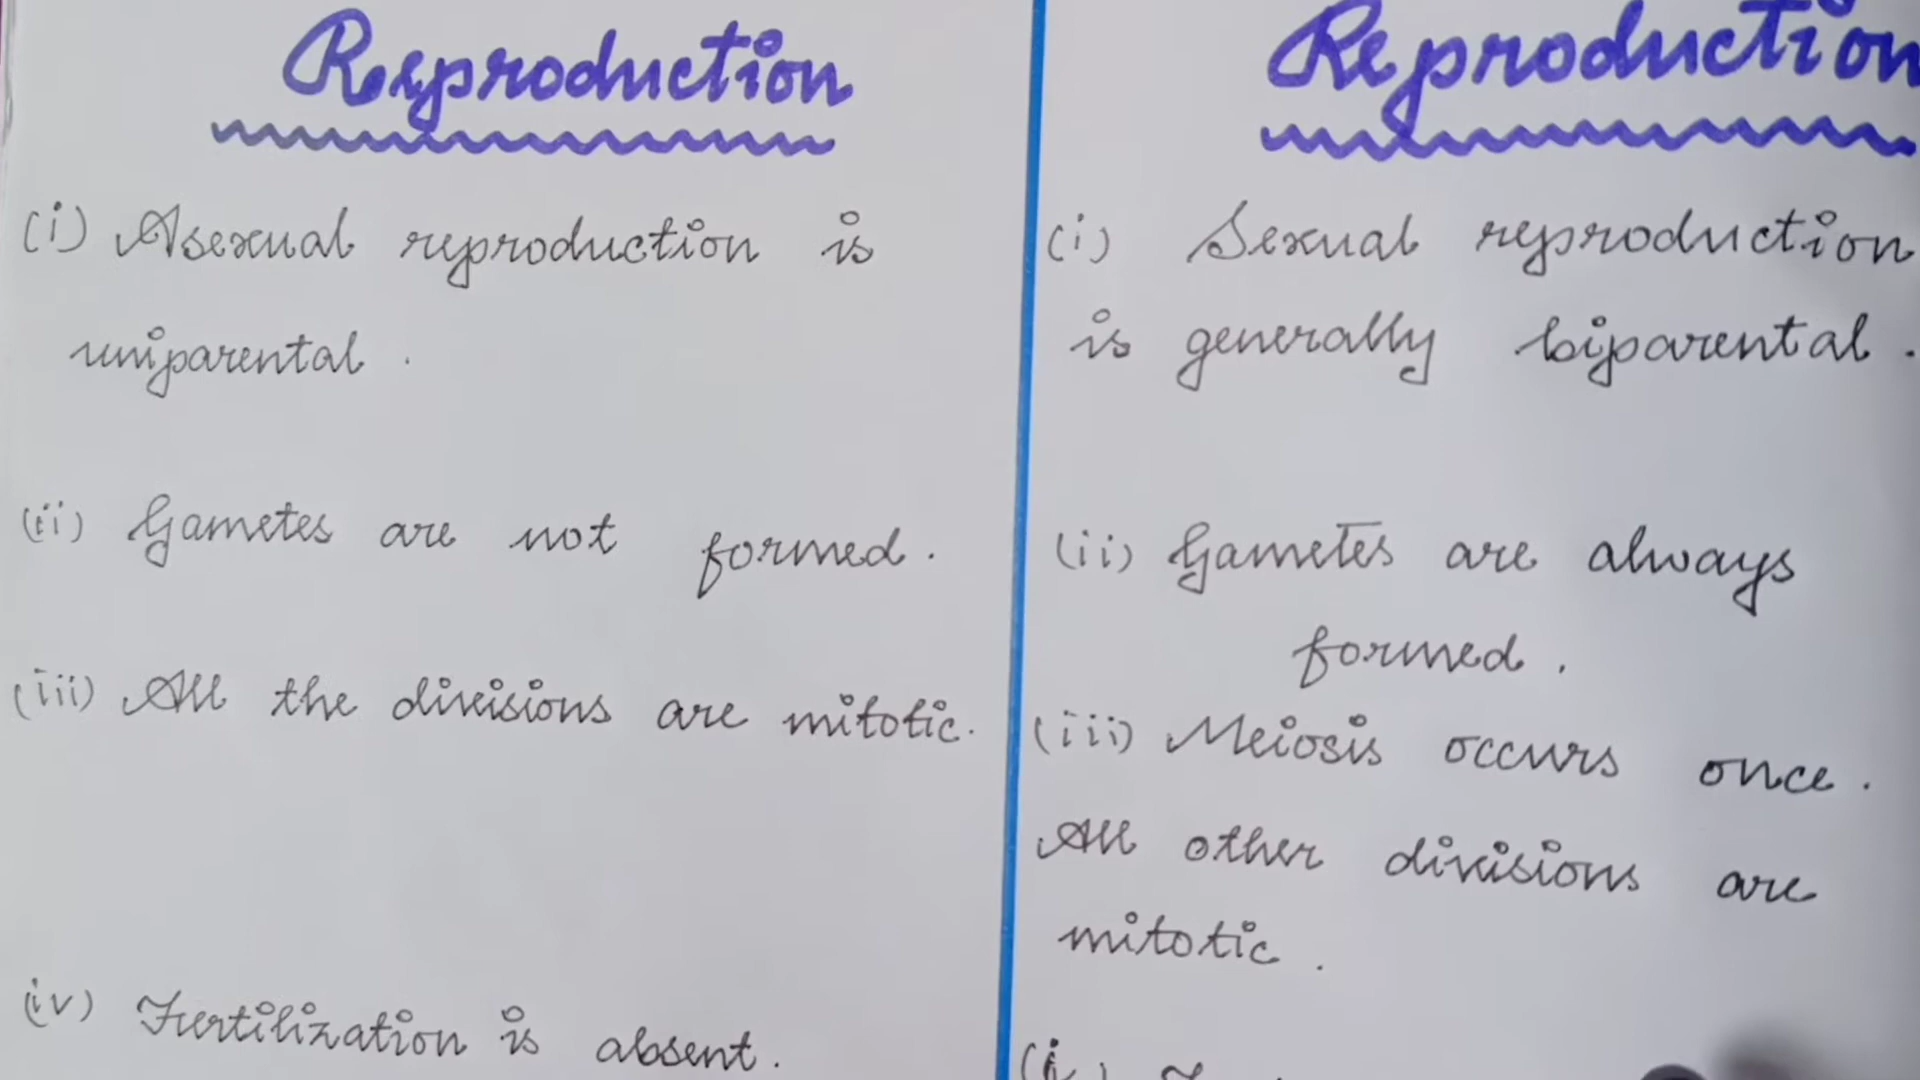 Reproduction
(i) Asexual reproduction is
uniparental.
(ii) Gametes are not formed.
(iii) All the divisions are mitotic.
(iv) Fertilization is absent.
Reproduction
(i) Sexual reproduction
is generally biparental.
(ii) Gametes are always
formed.
(iii) Meiosis occurs once.
All other divisions are
mitotic.